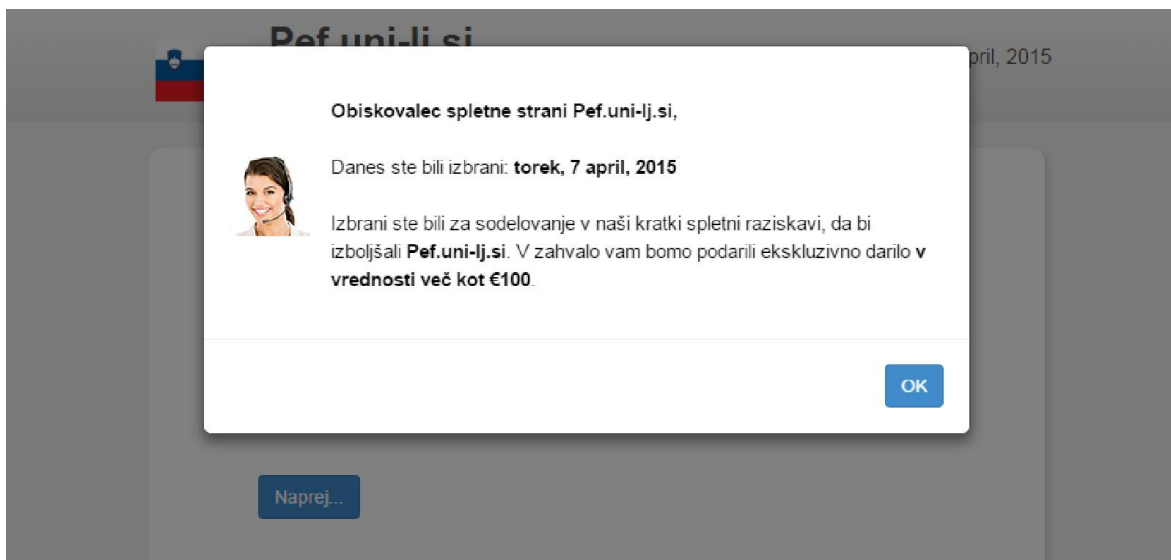 Pef.uni-lj.si
pril, 2015
Obiskovalec spletne strani Pef.uni-lj.si,
Danes ste bili izbrani: torek, 7 april, 2015
Izbrani ste bili za sodelovanje v naši kratki spletni raziskavi, da bi
izboljšali Pef.uni-lj.si. V zahvalo vam bomo podarili ekskluzivno darilo v
vrednosti več kot €100.
OK
Naprej...